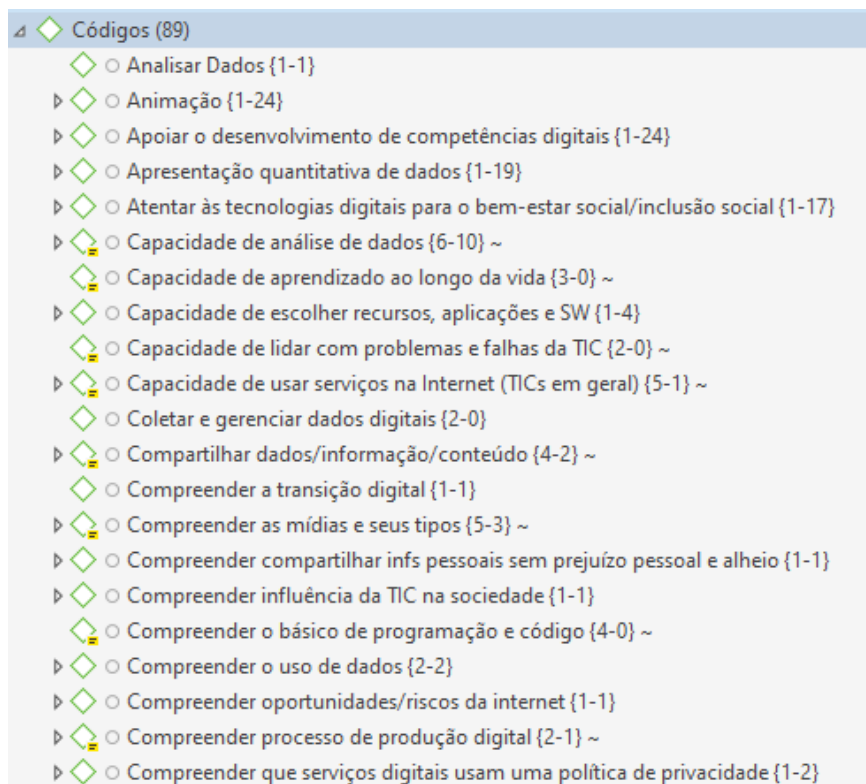 Códigos (89)
Analisar Dados {1-1}
Animação {1-24}
Apoiar o desenvolvimento de competências digitais {1-24}
Apresentação quantitativa de dados {1-19}
Atentar às tecnologias digitais para o bem-estar social/inclusão social {1-17}
Capacidade de análise de dados {6-10} ~
Capacidade de aprendizado ao longo da vida {3-0} ~
Capacidade de escolher recursos, aplicações e SW {1-4}
Capacidade de lidar com problemas e falhas da TIC {2-0} ~
Capacidade de usar serviços na Internet (TICs em geral) {5-1} ~
Coletar e gerenciar dados digitais {2-0}
Compartilhar dados/informação/conteúdo {4-2} ~
Compreender a transição digital {1-1}
Compreender as mídias e seus tipos {5-3} ~
Compreender compartilhar infs pessoais sem prejuízo pessoal e alheio {1-1}
Compreender influência da TIC na sociedade {1-1}
Compreender o básico de programação e código {4-0} ~
Compreender o uso de dados {2-2}
Compreender oportunidades/riscos da internet {1-1}
Compreender processo de produção digital {2-1} ~
Compreender que serviços digitais usam uma política de privacidade {1-2}